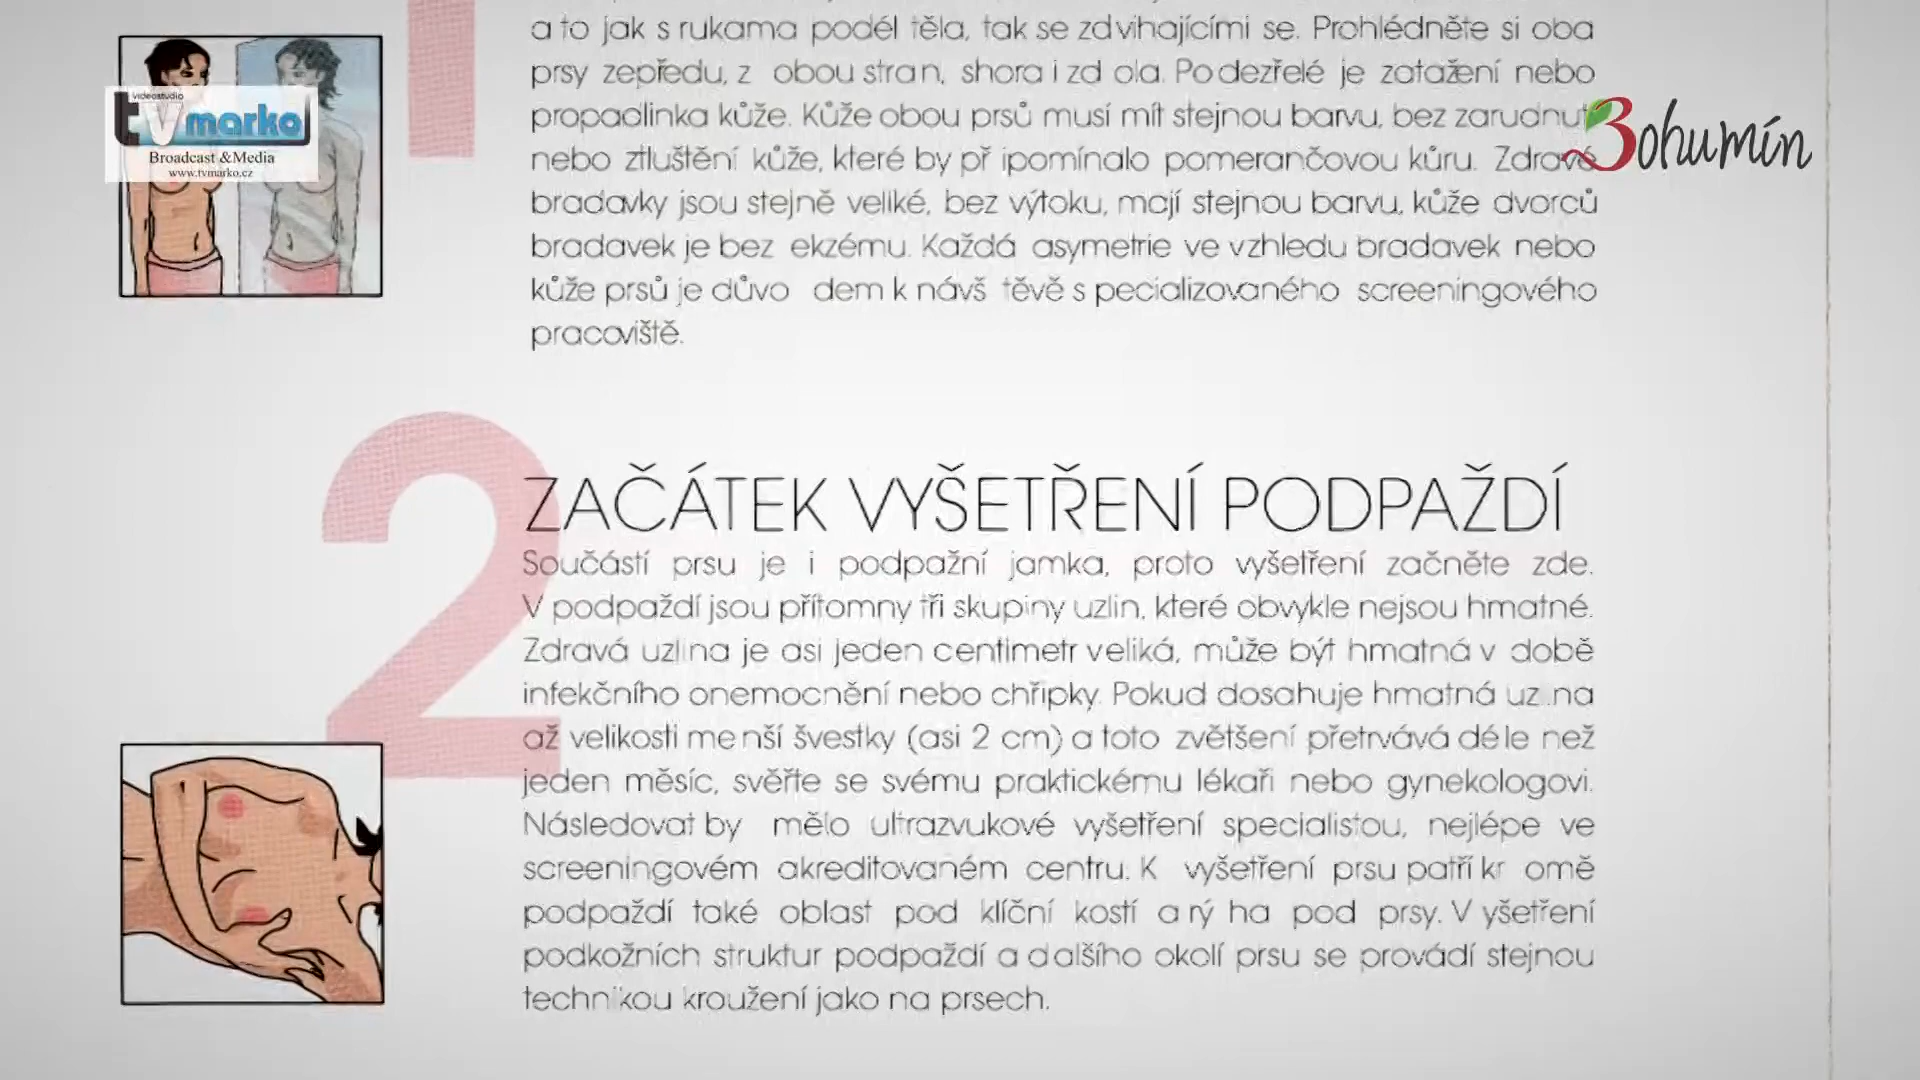 a to jak s rukama podél těla, tak se zdvihajícími se. Prohlédněte si oba
prsy zepředu, z obou stran, shora i zdola. Podezřelé je zatažení nebo
propadlinka kůže. Kůže obou prsů musí mít stejnou barvu, bez zarudnutí
nebo ztluštění kůže, které by připomínalo pomerančovou kůru. Zdravé
bradavky jsou stejně veliké, bez výtoku, mají stejnou barvu, kůže dvorců
bradavek je bez ekzému. Každá asymetrie ve vzhledu bradavek nebo
kůže prsů je důvodem k návštěvě specializovaného screeningového
pracoviště.
videostudio
tvmarko
Broadcast &Media
www.tvmarko.cz
Bohumín
2
ZAČÁTEK VYŠETŘENÍ PODPAŽDÍ
Součástí prsu je i podpažní jamka, proto vyšetření začněte zde.
V podpaždí jsou přítomny tři skupiny uzlin, které obvykle nejsou hmatné.
Zdravá uzlina je asi jeden centimetr veliká, může být hmatná v době
infekčního onemocnění nebo chřipky. Pokud dosahuje hmatná uzlina
až velikosti menší švestky (asi 2 cm) a toto zvětšení přetrvává déle než
jeden měsíc, svěřte se svému praktickému lékaři nebo gynekologovi.
Následovat by mělo ultrazvukové vyšetření specialistou, nejlépe ve
screeningovém akreditovaném centru. K vyšetření prsu patří kromě
podpaždí také oblast pod klíční kostí a rýha pod prsy. Vyšetření
podkožních struktur podpaždí a dalšího okolí prsu se provádí stejnou
technikou kroužení jako na prsech.